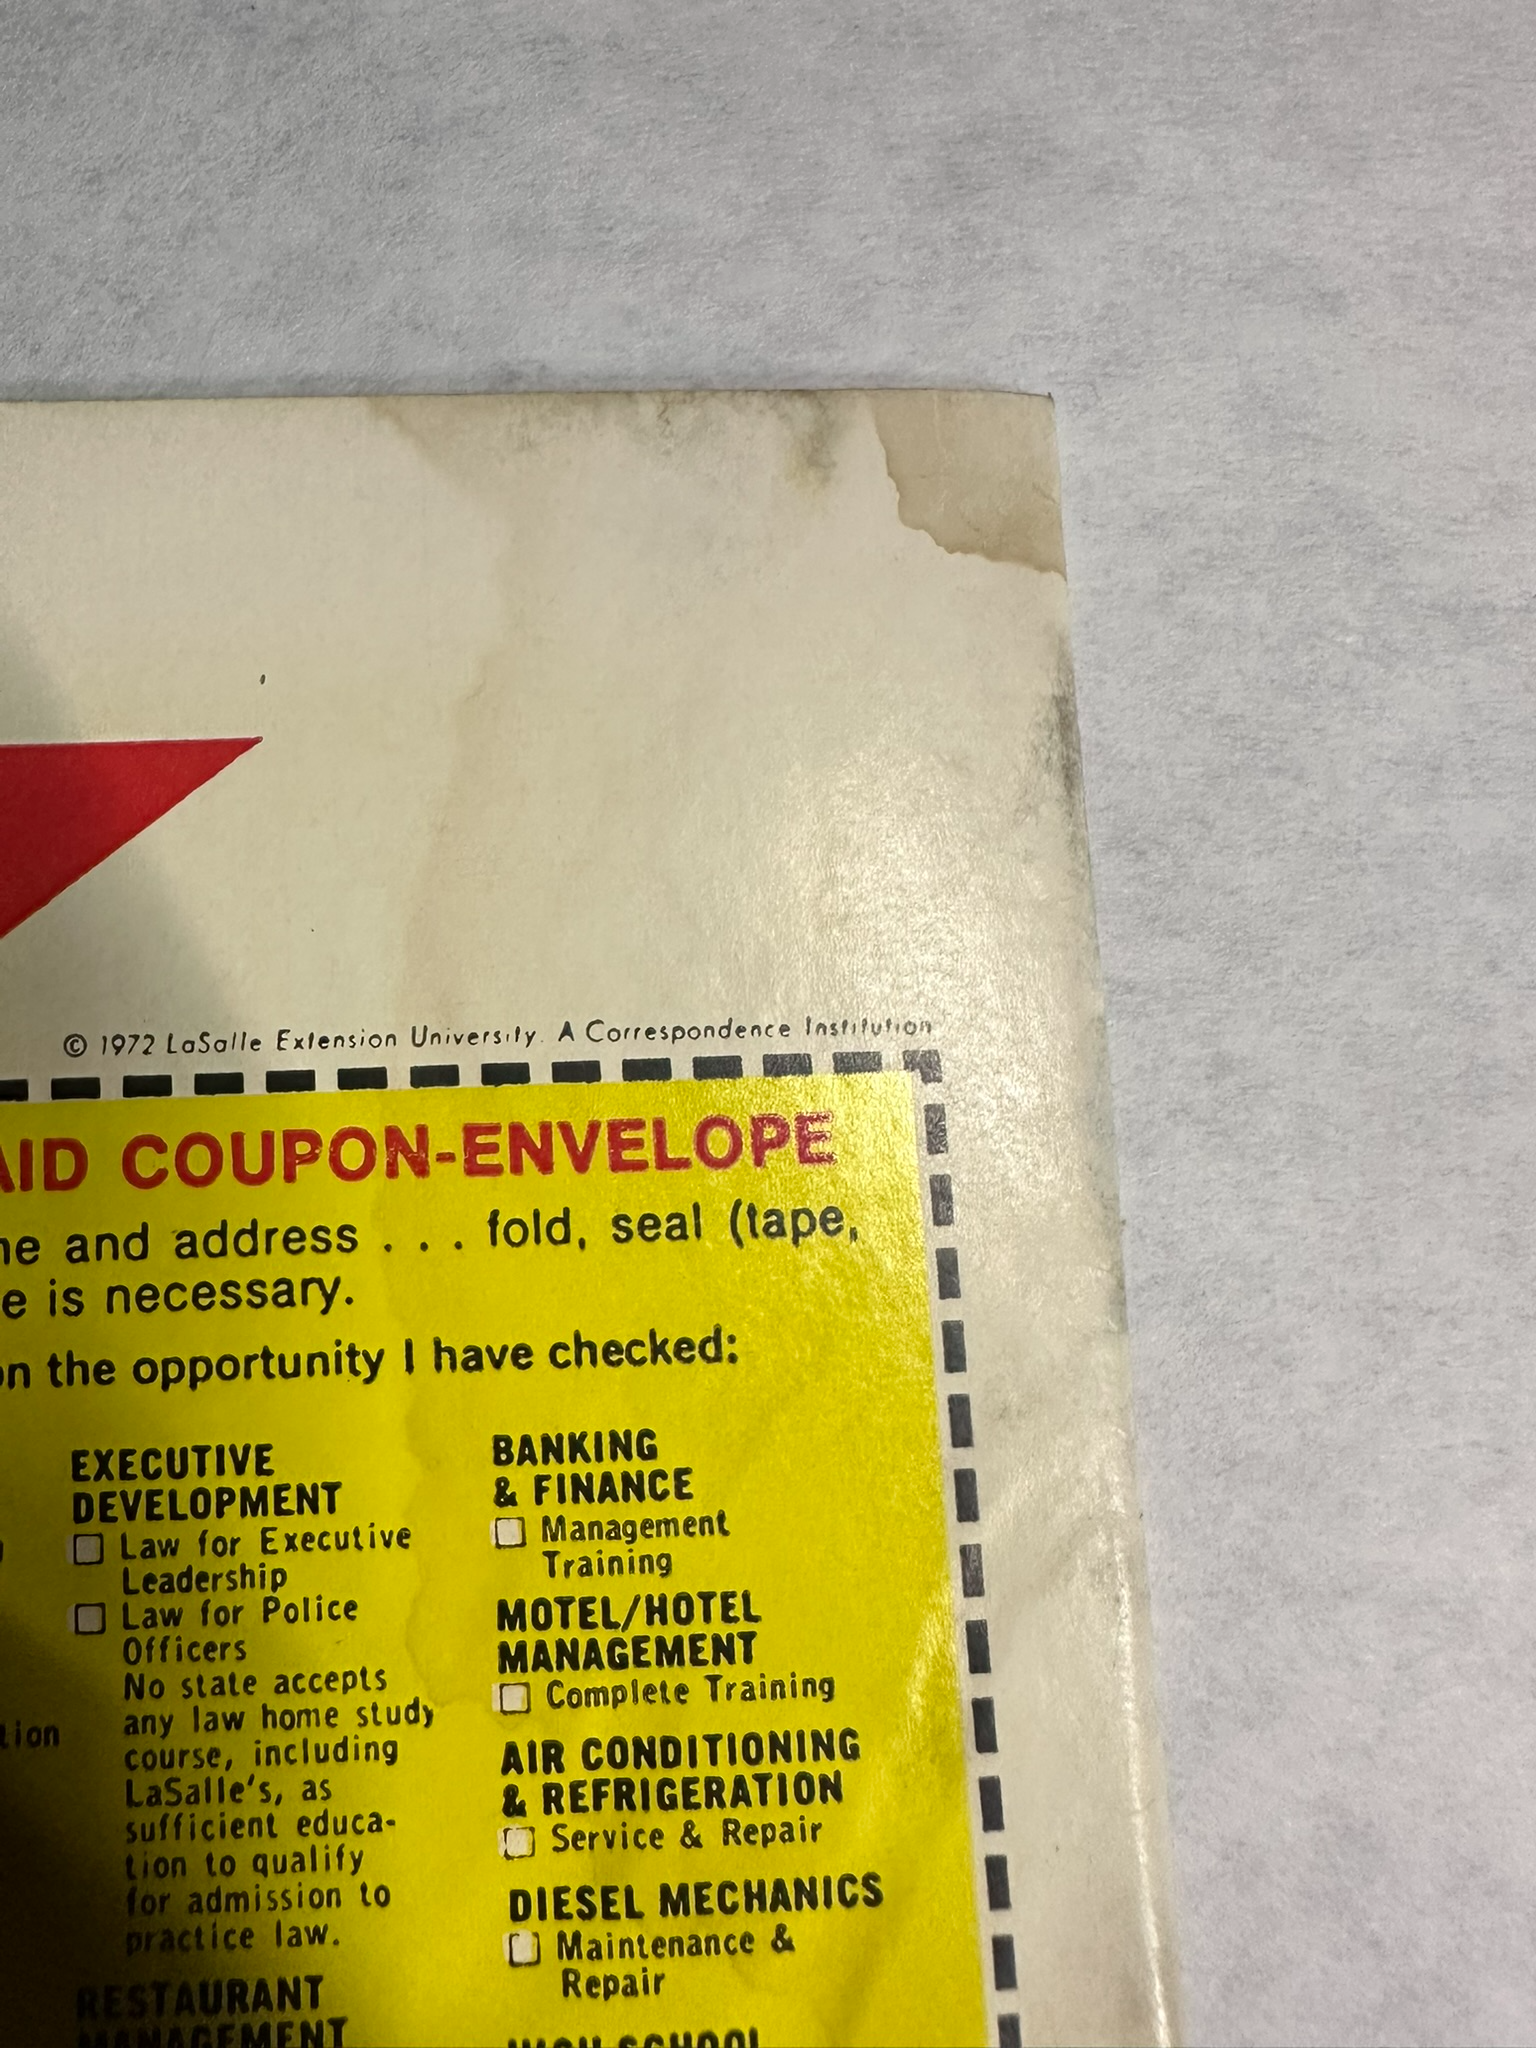 © 1972 LaSalle Extension University. A Correspondence Institution
AID COUPON-ENVELOPE
and address . . . fold, seal (tape,
is necessary.
on the opportunity I have checked:
EXECUTIVE
DEVELOPMENT
Law for Executive
Leadership
Law for Police
Officers
No state accepts
any law home study
course, including
LaSalle's, as
sufficient educa-
tion to qualify
for admission to
practice law.
RESTAURANT
MANAGEMENT
BANKING
& FINANCE
Management
Training
MOTEL/HOTEL
MANAGEMENT
Complete Training
AIR CONDITIONING
& REFRIGERATION
Service & Repair
DIESEL MECHANICS
Maintenance &
Repair
HIGH SCHOOL